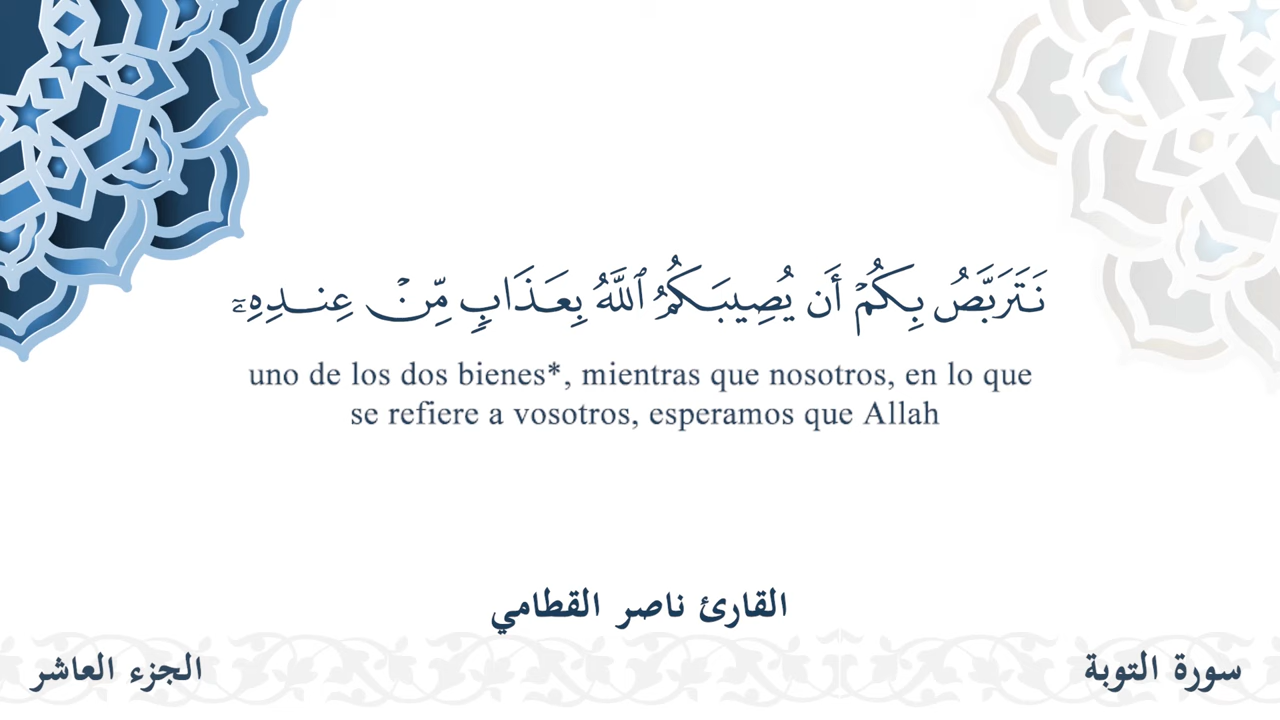 نَتَرَبَّصُ بِكُمْ أَن يُصِيبَكُمُ ٱللَّهُ بِعَذَابٍ مِّنْ عِندِهِۦٓ
uno de los dos bienes*, mientras que nosotros, en lo que
se refiere a vosotros, esperamos que Allah
القارئ ناصر القطامي
سورة التوبة
الجزء العاشر